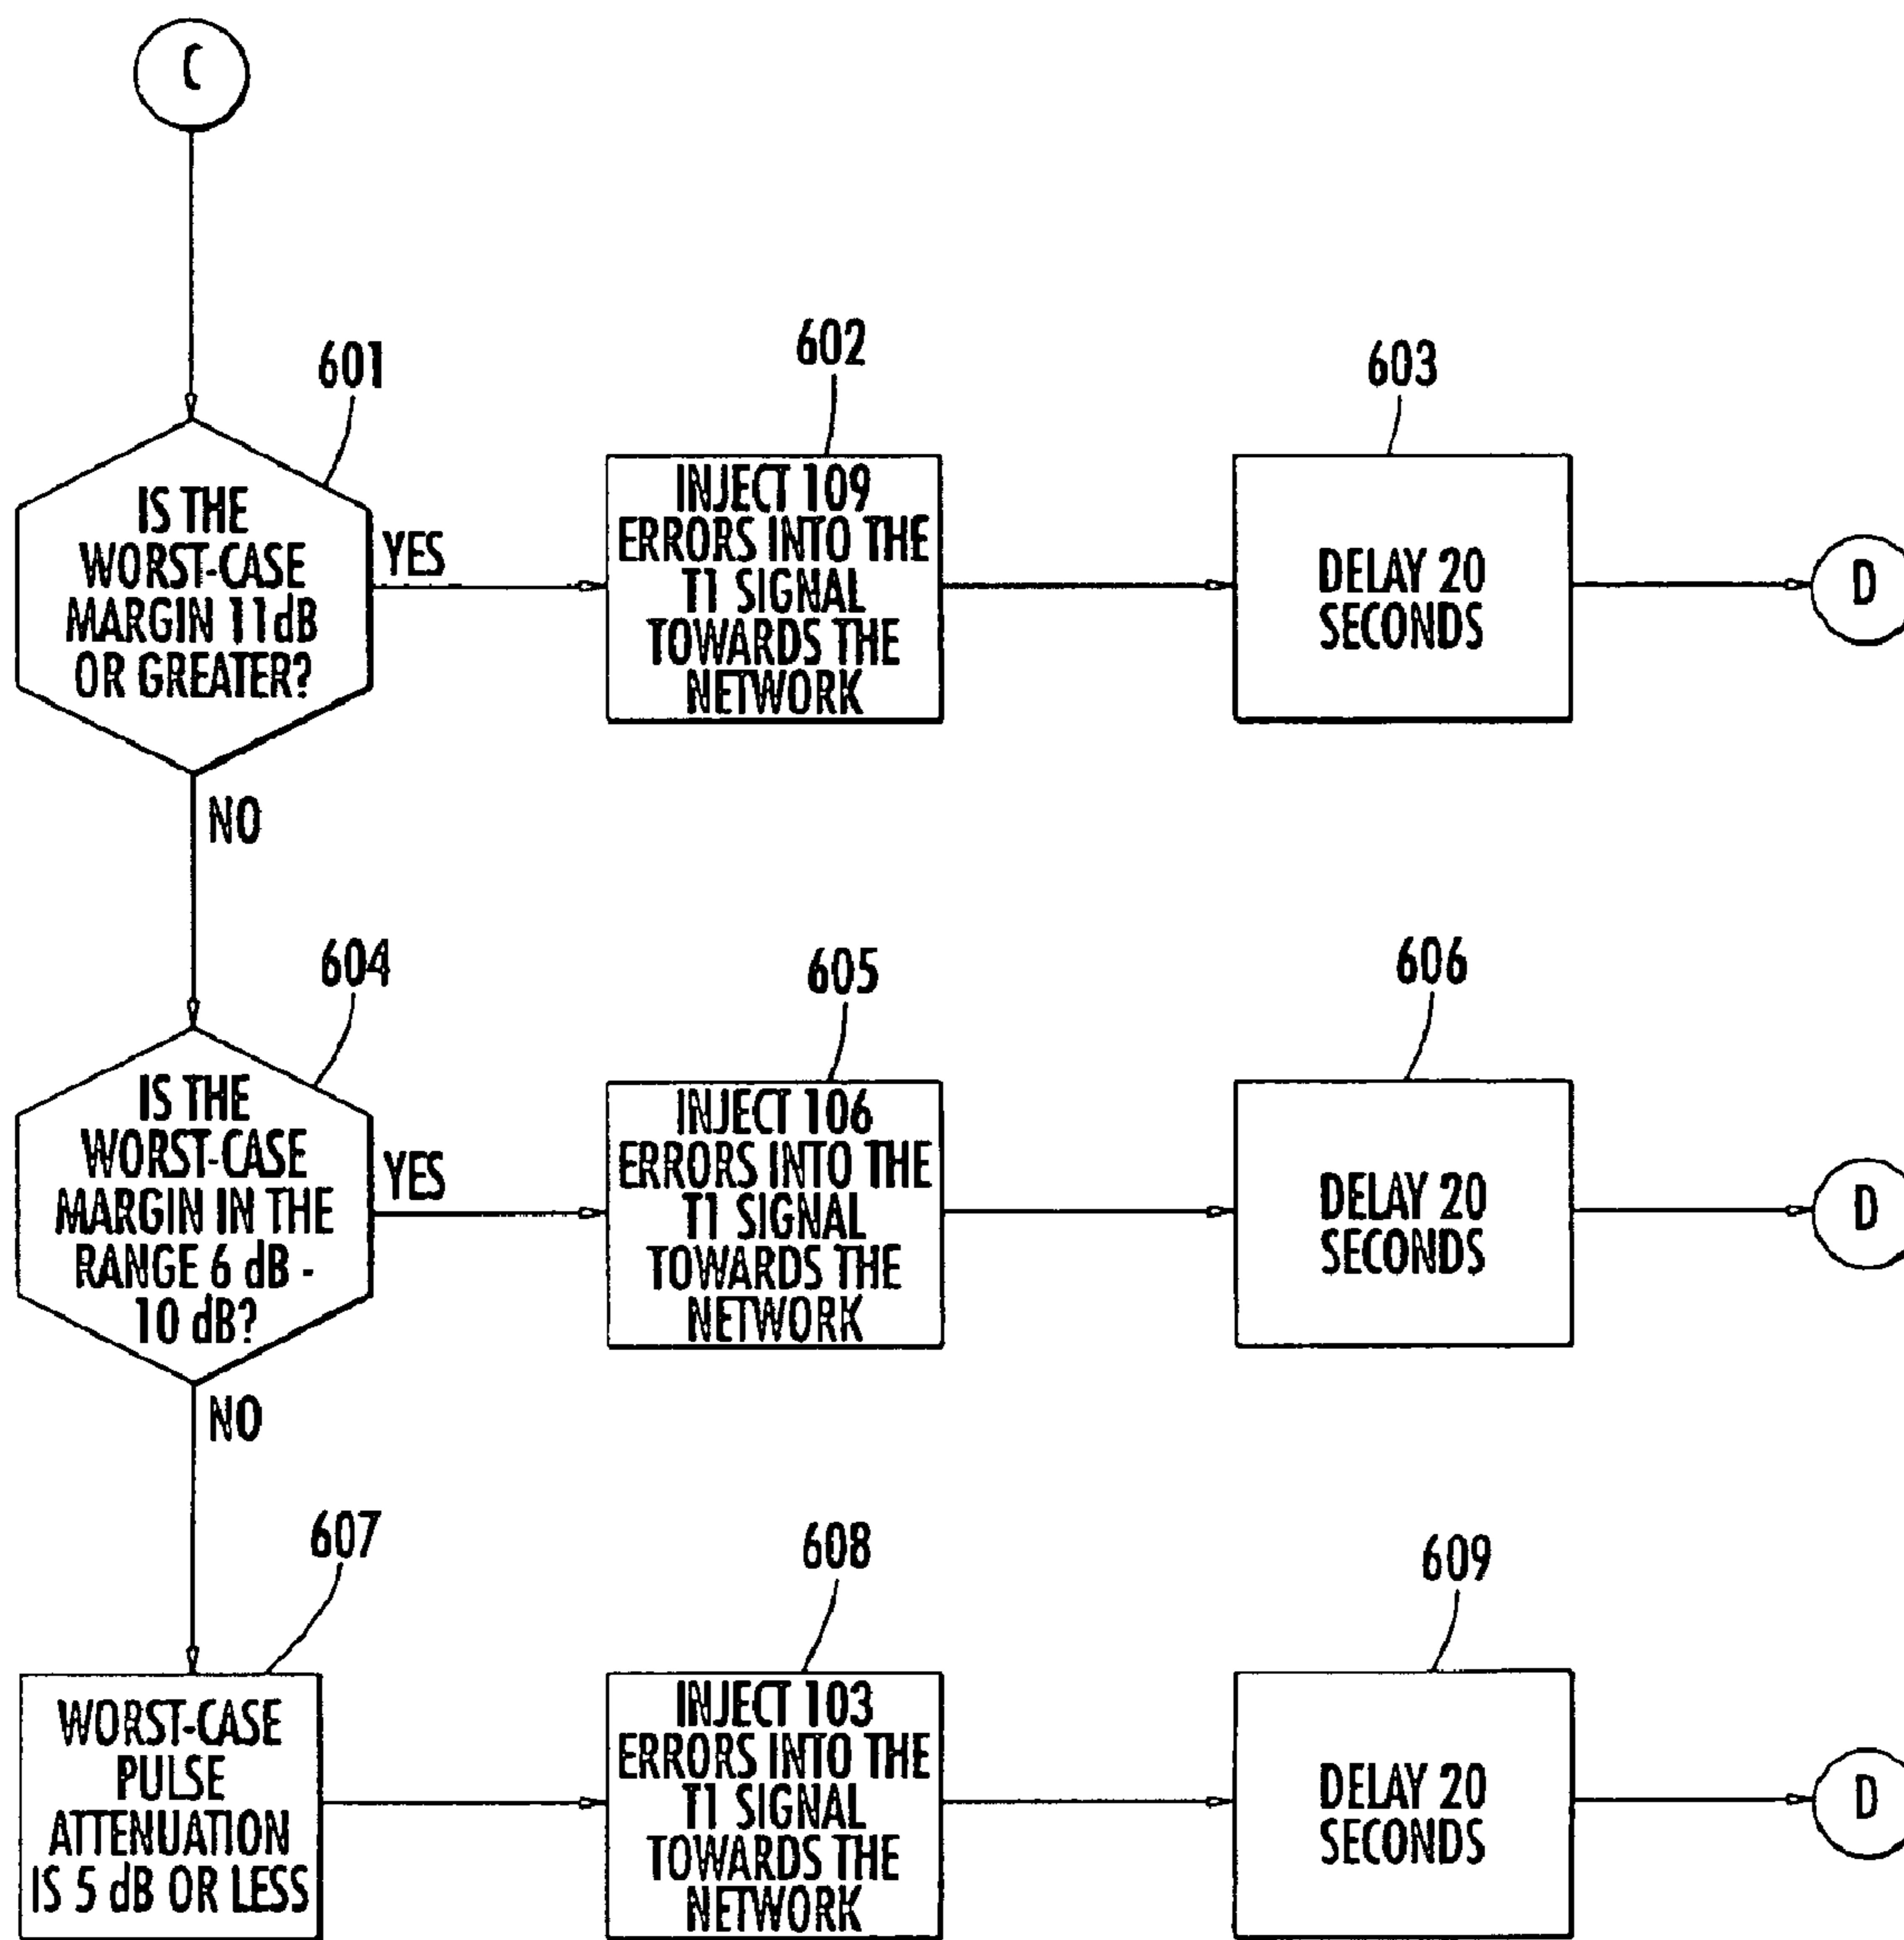 C
601
IS THE
WORST-CASE
MARGIN 11dB
OR GREATER?
YES
NO
602
INJECT 109
ERRORS INTO THE
T1 SIGNAL
TOWARDS THE
NETWORK
603
DELAY 20
SECONDS
D
604
IS THE
WORST-CASE
MARGIN IN THE
RANGE 6 dB -
10 dB?
YES
NO
605
INJECT 106
ERRORS INTO THE
T1 SIGNAL
TOWARDS THE
NETWORK
606
DELAY 20
SECONDS
D
607
WORST-CASE
PULSE
ATTENUATION
IS 5 dB OR LESS
608
INJECT 103
ERRORS INTO THE
T1 SIGNAL
TOWARDS THE
NETWORK
609
DELAY 20
SECONDS
D